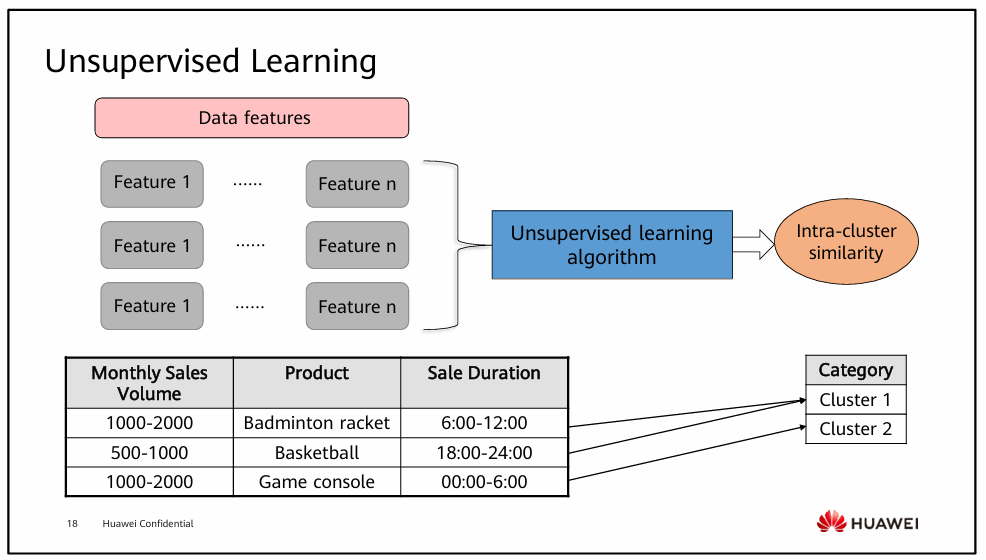 Unsupervised Learning
Data features
Feature 1 ...... Feature n
Feature 1 ...... Feature n
Feature 1 ...... Feature n
Unsupervised learning
algorithm
Intra-cluster
similarity
Monthly Sales
Volume
Product
Sale Duration
1000-2000 Badminton racket 6:00-12:00
500-1000 Basketball 18:00-24:00
1000-2000 Game console 00:00-6:00
Category
Cluster 1
Cluster 2
18 Huawei Confidential
HUAWEI